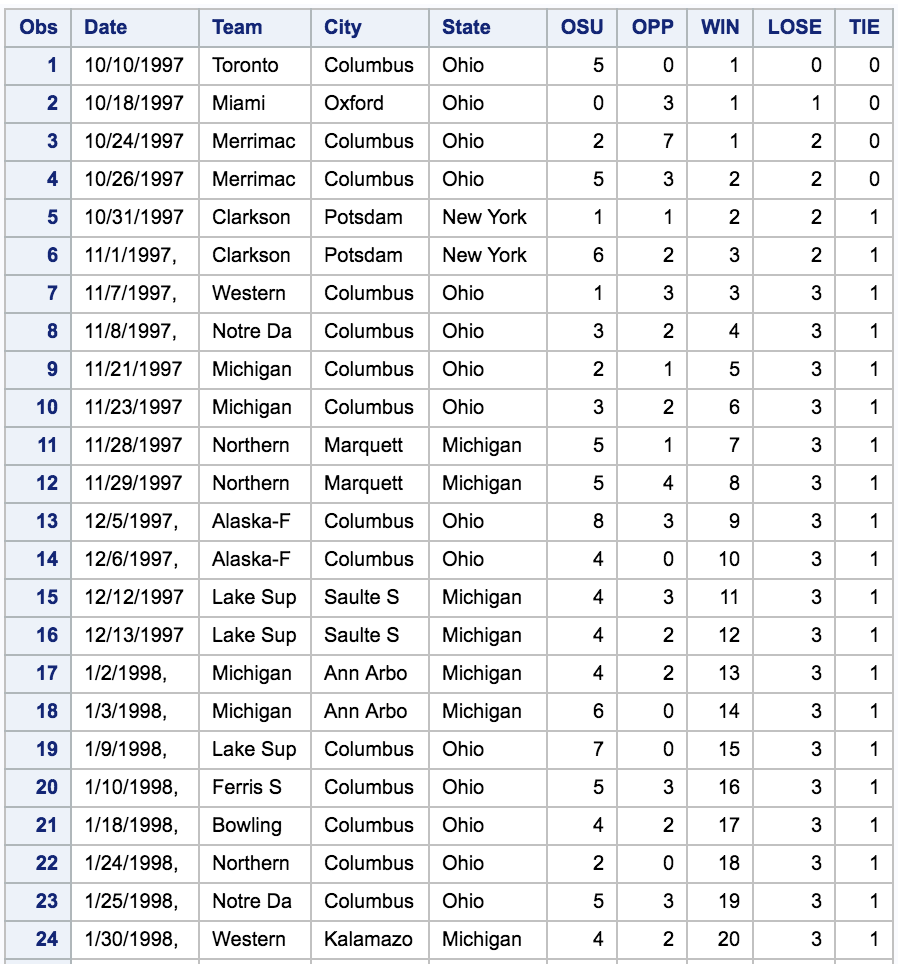 Obs Date Team City State OSU OPP WIN LOSE TIE
1 10/10/1997 Toronto Columbus Ohio 5 0 1 0 0
2 10/18/1997 Miami Oxford Ohio 0 3 1 1 0
3 10/24/1997 Merrimac Columbus Ohio 2 7 1 2 0
4 10/26/1997 Merrimac Columbus Ohio 5 3 2 2 0
5 10/31/1997 Clarkson Potsdam New York 1 1 2 2 1
6 11/1/1997, Clarkson Potsdam New York 6 2 3 2 1
7 11/7/1997, Western Columbus Ohio 1 3 3 3 1
8 11/8/1997, Notre Da Columbus Ohio 3 2 4 3 1
9 11/21/1997 Michigan Columbus Ohio 2 1 5 3 1
10 11/23/1997 Michigan Columbus Ohio 3 2 6 3 1
11 11/28/1997 Northern Marquett Michigan 5 1 7 3 1
12 11/29/1997 Northern Marquett Michigan 5 4 8 3 1
13 12/5/1997, Alaska-F Columbus Ohio 8 3 9 3 1
14 12/6/1997, Alaska-F Columbus Ohio 4 0 10 3 1
15 12/12/1997 Lake Sup Saulte S Michigan 4 3 11 3 1
16 12/13/1997 Lake Sup Saulte S Michigan 4 2 12 3 1
17 1/2/1998, Michigan Ann Arbo Michigan 4 2 13 3 1
18 1/3/1998, Michigan Ann Arbo Michigan 6 0 14 3 1
19 1/9/1998, Lake Sup Columbus Ohio 7 0 15 3 1
20 1/10/1998, Ferris S Columbus Ohio 5 3 16 3 1
21 1/18/1998, Bowling Columbus Ohio 4 2 17 3 1
22 1/24/1998, Northern Columbus Ohio 2 0 18 3 1
23 1/25/1998, Notre Da Columbus Ohio 5 3 19 3 1
24 1/30/1998, Western Kalamazo Michigan 4 2 20 3 1